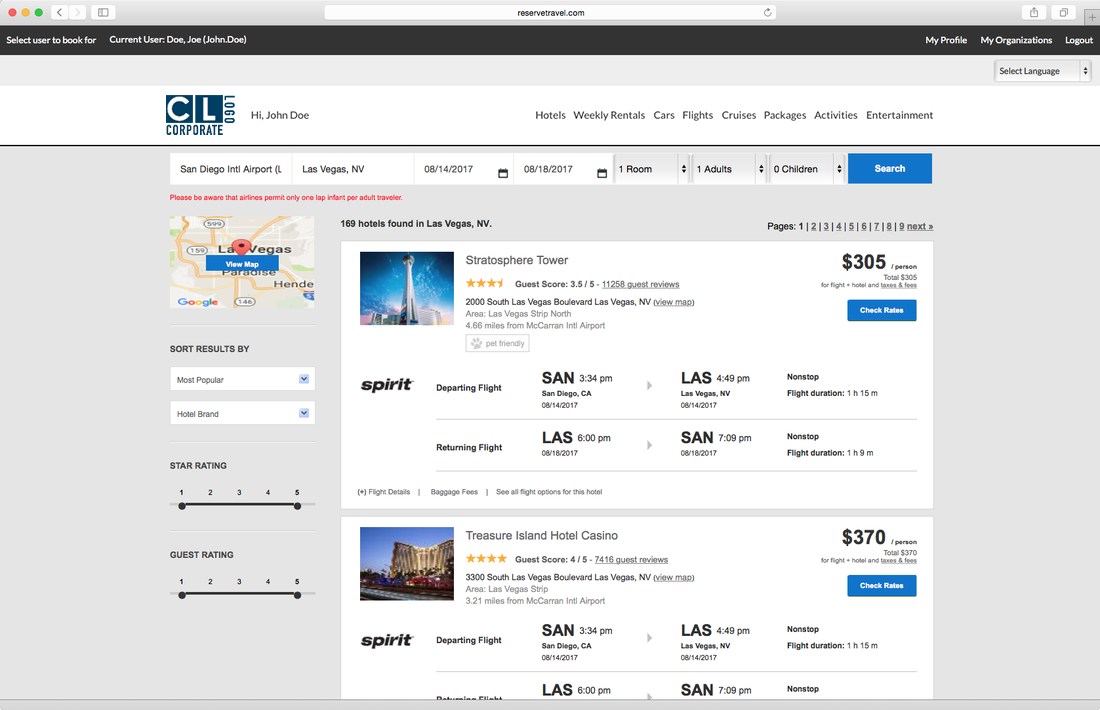 reservetravel.com
Select user to book for Current User: Doe, Joe (John.Doe) My Profile My Organizations Logout
Select Language
CL LOGO
CORPORATE
Hi, John Doe
Hotels Weekly Rentals Cars Flights Cruises Packages Activities Entertainment
San Diego Intl Airport (L Las Vegas, NV 08/14/2017 08/18/2017 1 Room 1 Adults 0 Children Search
Please be aware that airlines permit only one lap infant per adult traveler.
599
159
Las Vegas
View Map
Paradise
Hende
Google
146
SORT RESULTS BY
Most Popular
Hotel Brand
STAR RATING
1 2 3 4 5
GUEST RATING
1 2 3 4 5
169 hotels found in Las Vegas, NV.
Pages: 1 | 2 | 3 | 4 | 5 | 6 | 7 | 8 | 9 next »
Stratosphere Tower
Guest Score: 3.5 / 5 - 11258 guest reviews
2000 South Las Vegas Boulevard Las Vegas, NV (view map)
Area: Las Vegas Strip North
4.66 miles from McCarran Intl Airport
pet friendly
$305 / person
Total $305
for flight + hotel and taxes & fees
Check Rates
spirit
Departing Flight
SAN 3:34 pm
San Diego, CA
08/14/2017
LAS 4:49 pm
Las Vegas, NV
08/14/2017
Nonstop
Flight duration: 1 h 15 m
Returning Flight
LAS 6:00 pm
08/18/2017
SAN 7:09 pm
08/18/2017
Nonstop
Flight duration: 1 h 9 m
(+) Flight Details | Baggage Fees | See all flight options for this hotel
Treasure Island Hotel Casino
Guest Score: 4 / 5 - 7416 guest reviews
3300 South Las Vegas Boulevard Las Vegas, NV (view map)
Area: Las Vegas Strip
3.21 miles from McCarran Intl Airport
$370 / person
Total $370
for flight + hotel and taxes & fees
Check Rates
spirit
Departing Flight
SAN 3:34 pm
San Diego, CA
08/14/2017
LAS 4:49 pm
Las Vegas, NV
08/14/2017
Nonstop
Flight duration: 1 h 15 m
Returning Flight
LAS 6:00 pm
SAN 7:09 pm
Nonstop